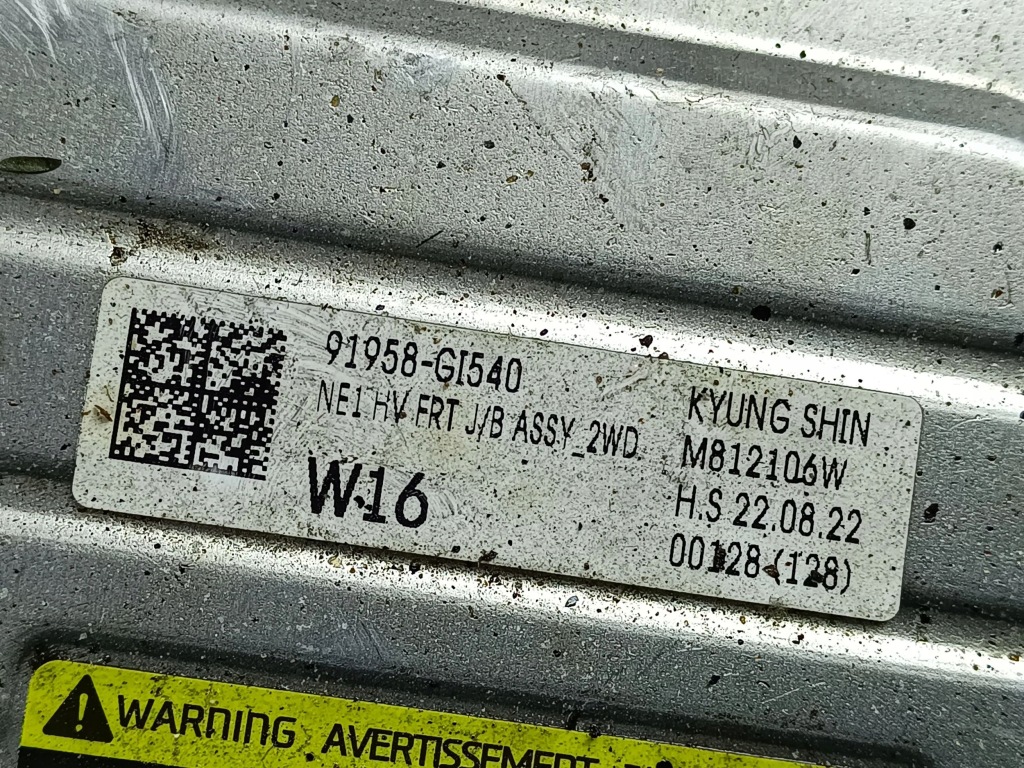 91958-GI540
NE1 HV FRT J/B ASSY_2WD
W16
KYUNG SHIN
M812106W
H.S 22.08.22
00128 (128)
WARNING AVERTISSEMENT